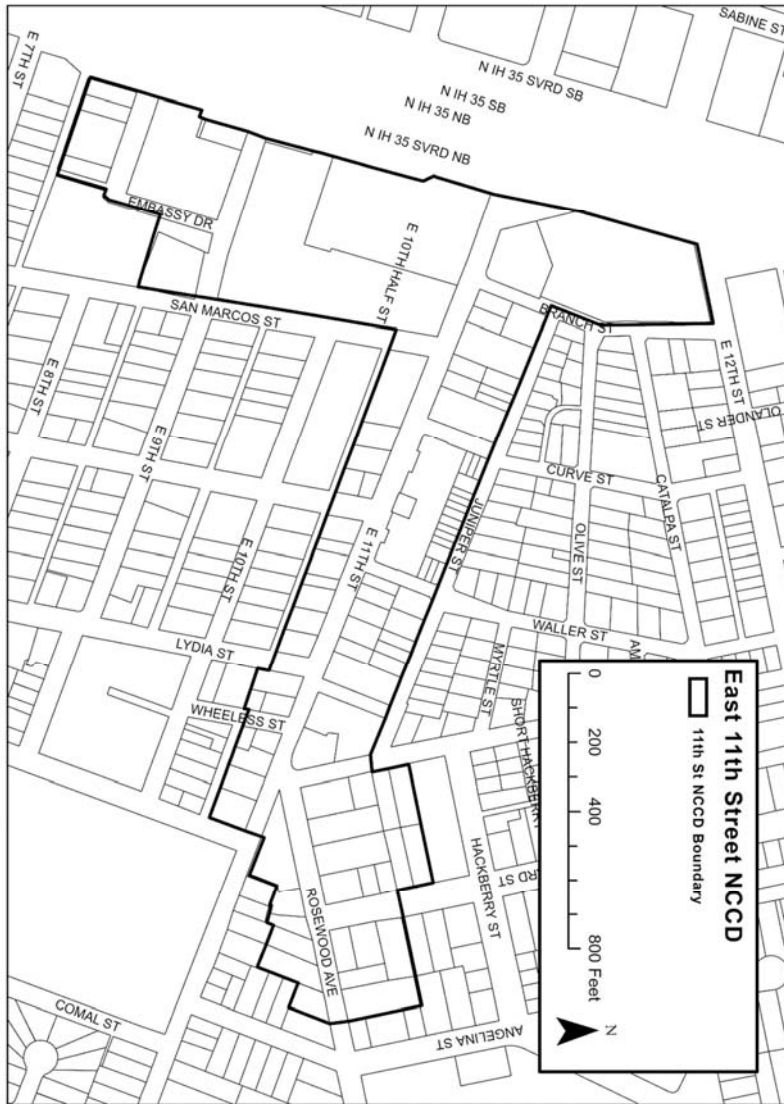 SABINE ST
N IH 35 SVRD SB
N IH 35 SB
N IH 35 NB
N IH 35 SVRD NB
E 7TH ST
EMBASSY DR
E 10TH HALF ST
SAN MARCOS ST
BRANCH ST
E 12TH ST
OLANDER ST
E 8TH ST
E 9TH ST
CURVE ST
CATALPA ST
JUNIPER ST
OLIVE ST
E 11TH ST
E 10TH ST
WALLER ST
LYDIA ST
MYRTLE ST
AM
WHEELESS ST
SHORT HACKBERRY
HACKBERRY ST
RD ST
ROSEWOOD AVE
COMAL ST
ANGELINA ST
East 11th Street NCCD
11th St NCCD Boundary
0 200 400 800 Feet
N